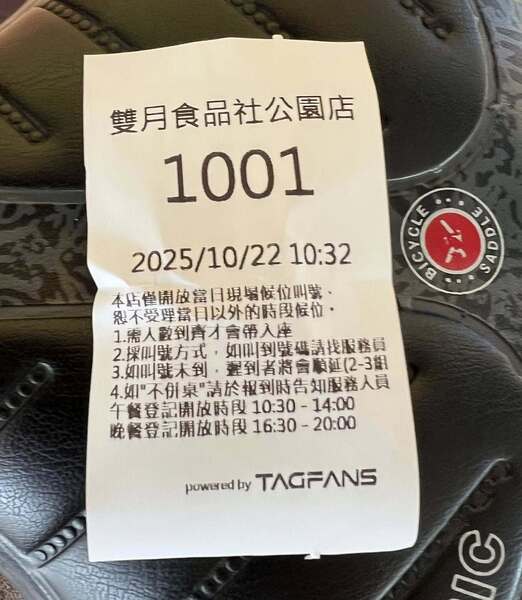 雙月食品社公園店
1001
2025/10/22 10:32
本店僅開放當日現場候位叫號、
恕不受理當日以外的時段候位。
1.需人數到齊才會帶入座
2.採叫號方式，如叫到號碼請找服務員
3.如叫號未到，遲到者將會順延(2-3組
4.如"不併桌"請於報到時告知服務人員
午餐登記開放時段 10:30 - 14:00
晚餐登記開放時段 16:30 - 20:00
powered by TAGFANS
BICYCLE SADDLE